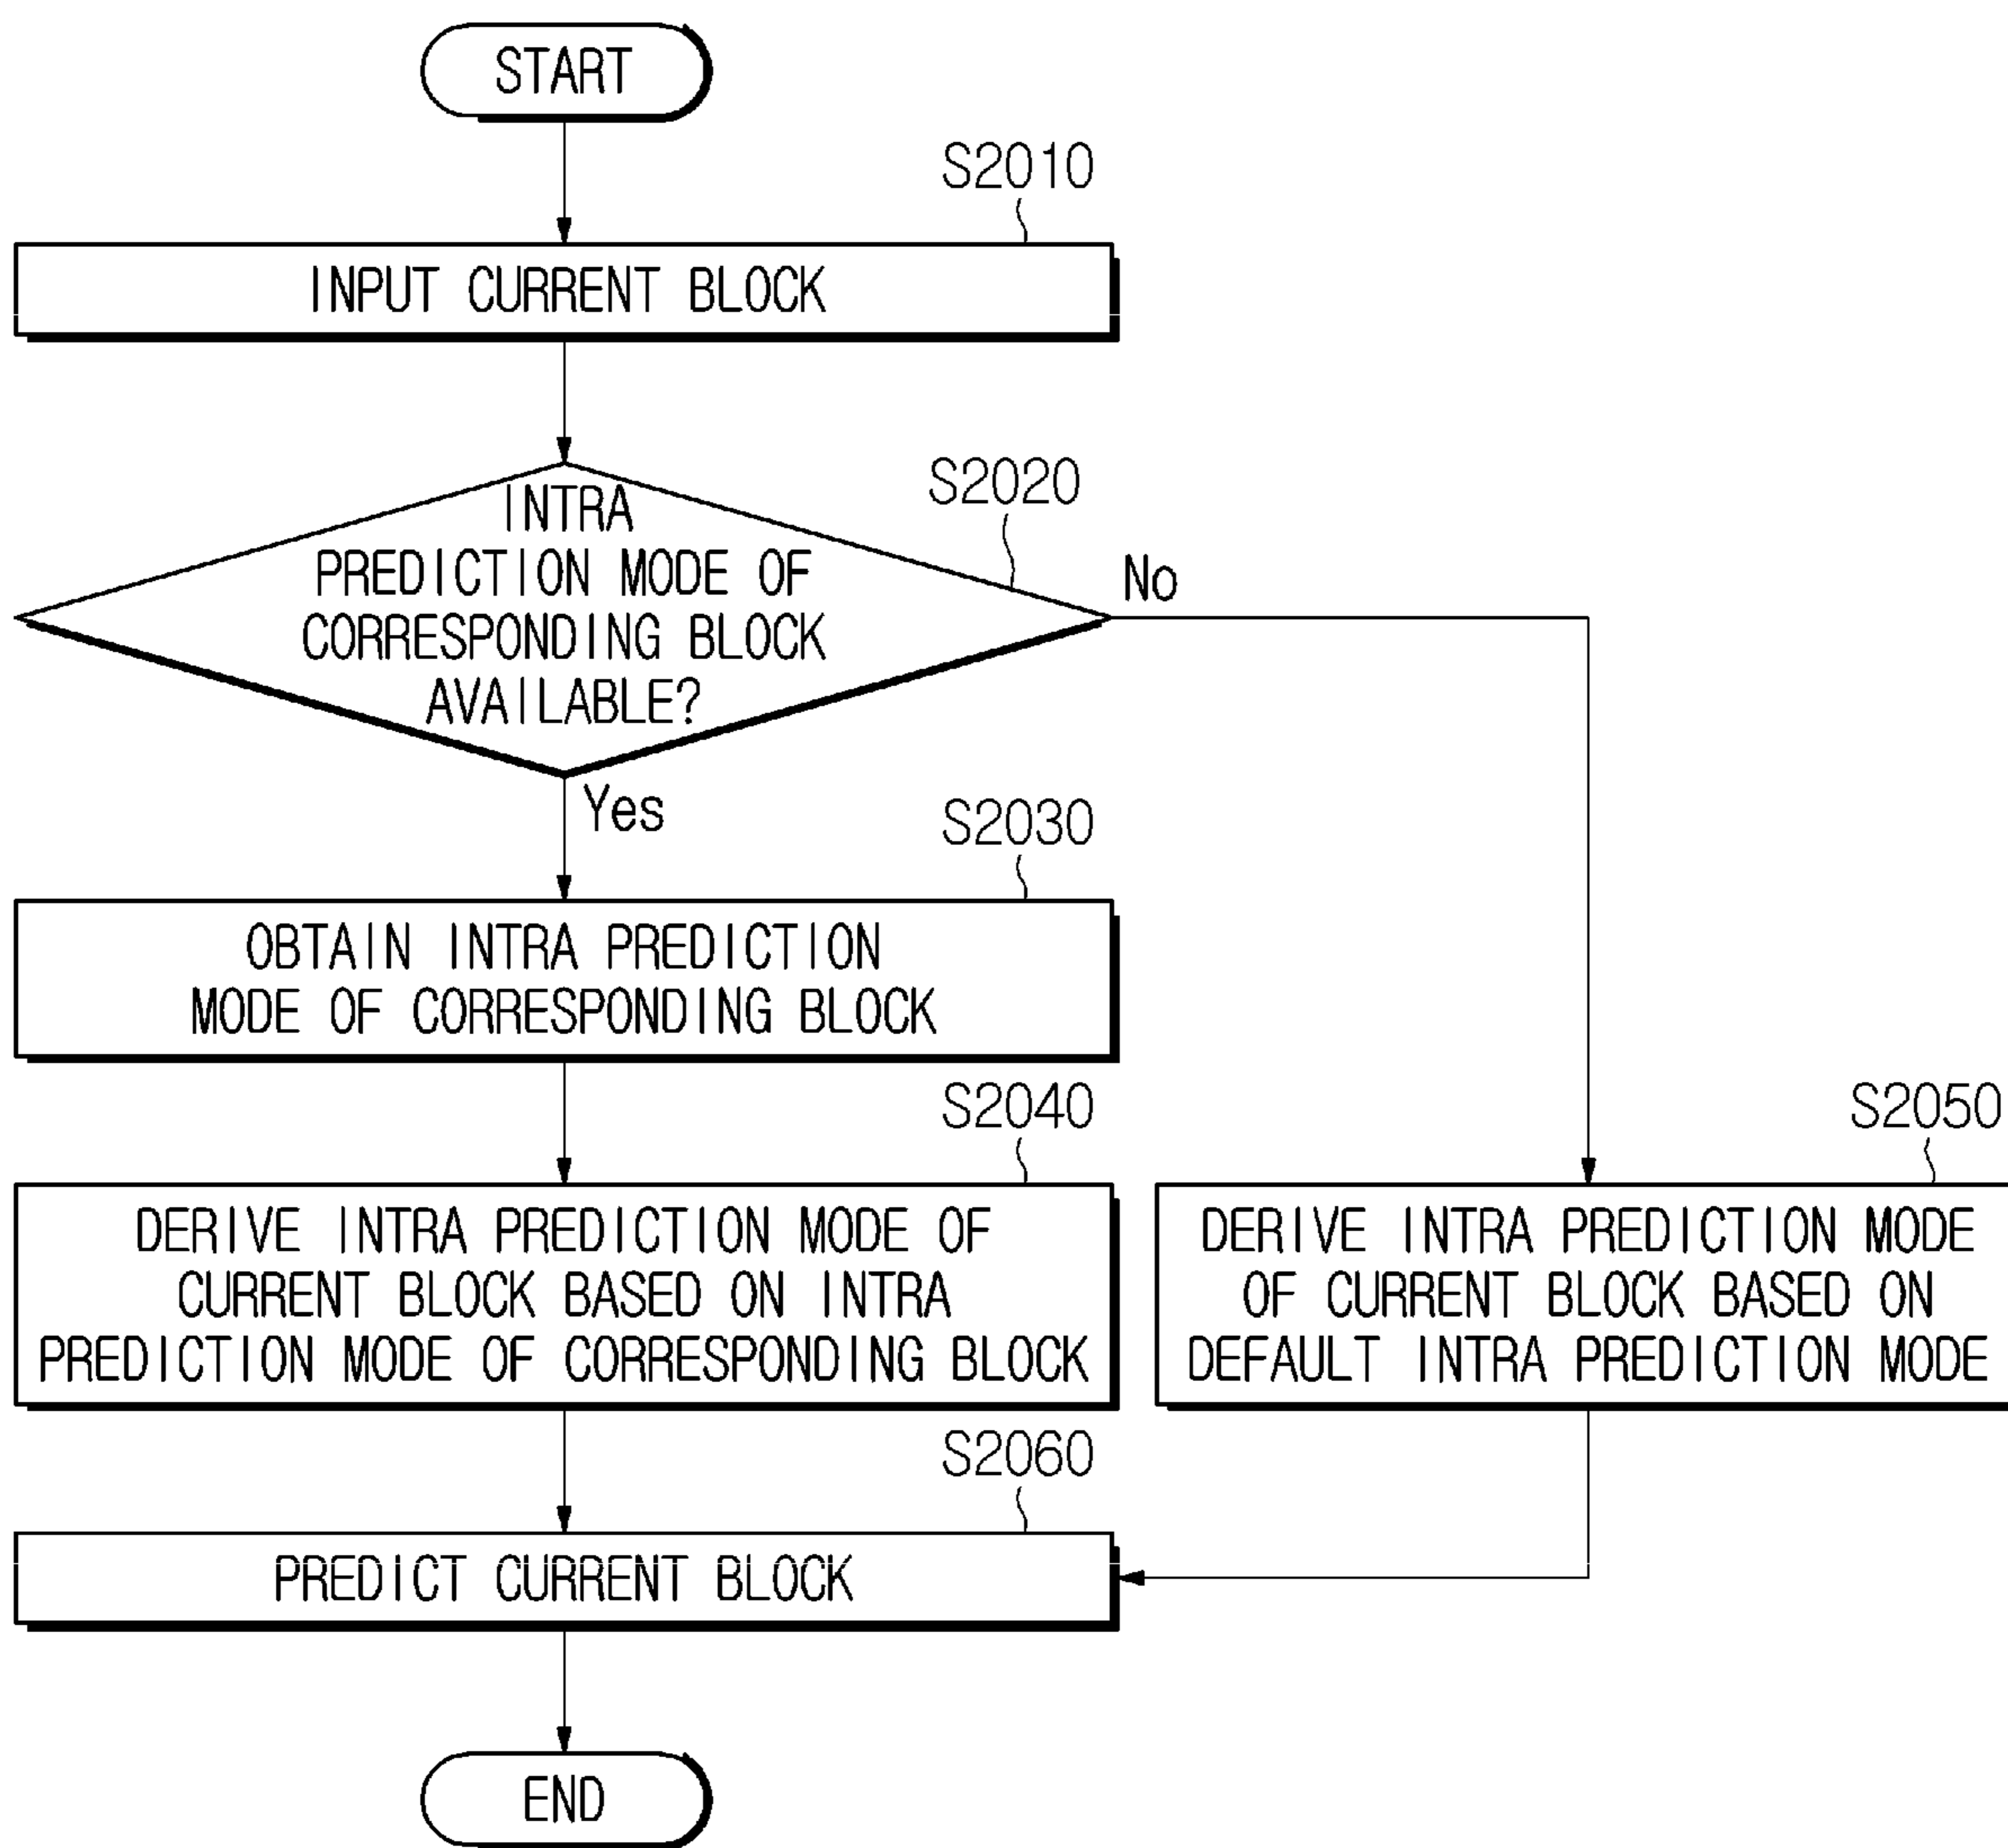 START
S2010
INPUT CURRENT BLOCK
S2020
INTRA
PREDICTION MODE OF
CORRESPONDING BLOCK
AVAILABLE?
No
Yes
S2030
OBTAIN INTRA PREDICTION
MODE OF CORRESPONDING BLOCK
S2040
DERIVE INTRA PREDICTION MODE OF
CURRENT BLOCK BASED ON INTRA
PREDICTION MODE OF CORRESPONDING BLOCK
S2050
DERIVE INTRA PREDICTION MODE
OF CURRENT BLOCK BASED ON
DEFAULT INTRA PREDICTION MODE
S2060
PREDICT CURRENT BLOCK
END